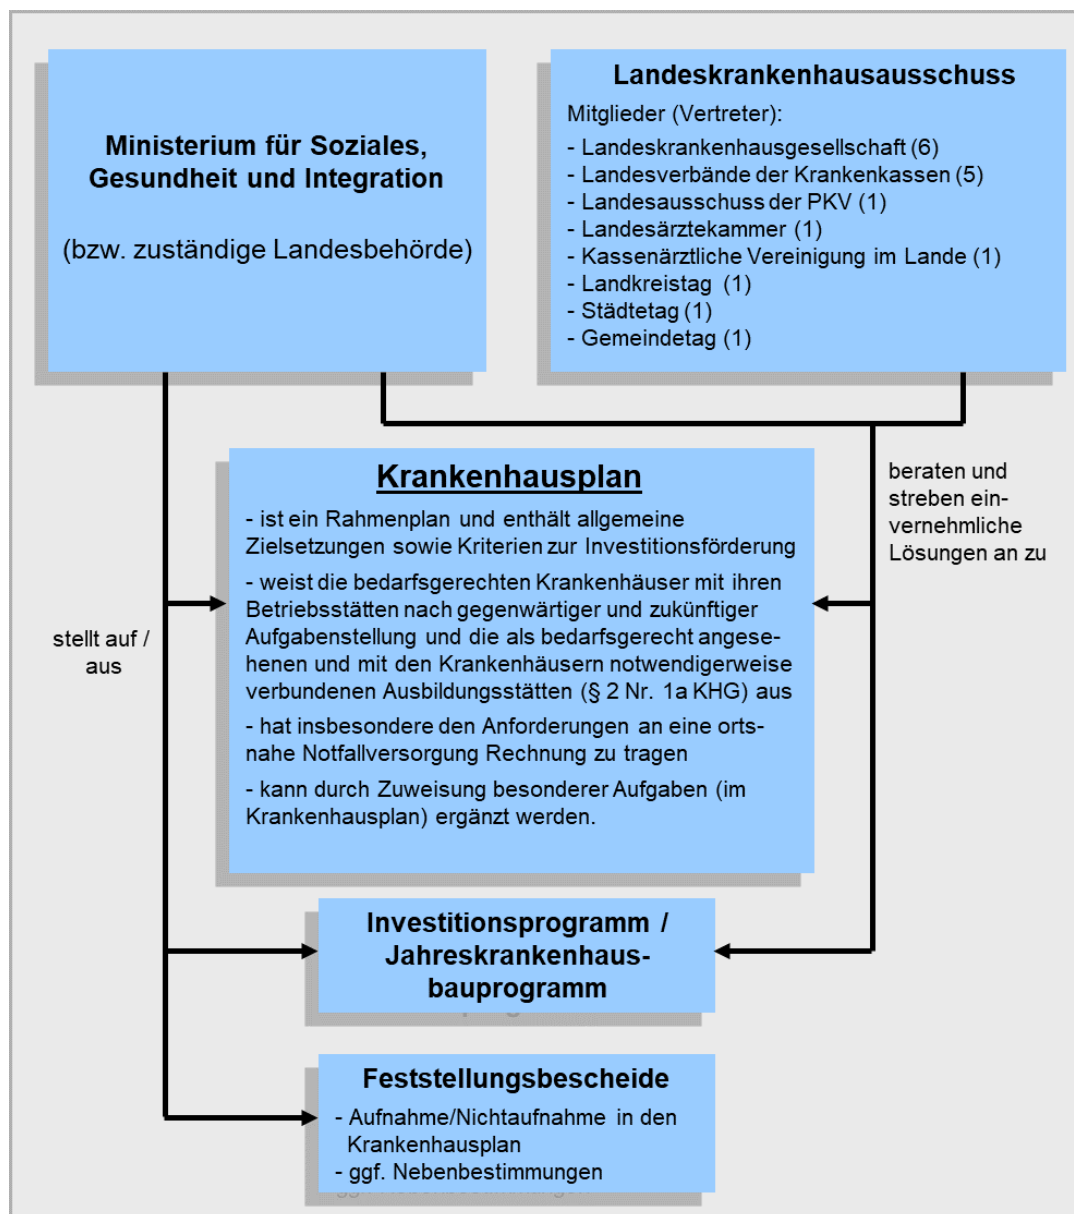 Ministerium für Soziales,
Gesundheit und Integration
(bzw. zuständige Landesbehörde)
Landeskrankenhausausschuss
Mitglieder (Vertreter):
- Landeskrankenhausgesellschaft (6)
- Landesverbände der Krankenkassen (5)
- Landesausschuss der PKV (1)
- Landesärztekammer (1)
- Kassenärztliche Vereinigung im Lande (1)
- Landkreistag (1)
- Städtetag (1)
- Gemeindetag (1)
beraten und
streben ein-
vernehmliche
Lösungen an zu
stellt auf /
aus
Krankenhausplan
- ist ein Rahmenplan und enthält allgemeine
Zielsetzungen sowie Kriterien zur Investitionsförderung
- weist die bedarfsgerechten Krankenhäuser mit ihren
Betriebsstätten nach gegenwärtiger und zukünftiger
Aufgabenstellung und die als bedarfsgerecht angese-
henen und mit den Krankenhäusern notwendigerweise
verbundenen Ausbildungsstätten (§ 2 Nr. 1a KHG) aus
- hat insbesondere den Anforderungen an eine orts-
nahe Notfallversorgung Rechnung zu tragen
- kann durch Zuweisung besonderer Aufgaben (im
Krankenhausplan) ergänzt werden.
Investitionsprogramm /
Jahreskrankenhaus-
bauprogramm
Feststellungsbescheide
- Aufnahme/Nichtaufnahme in den
Krankenhausplan
- ggf. Nebenbestimmungen